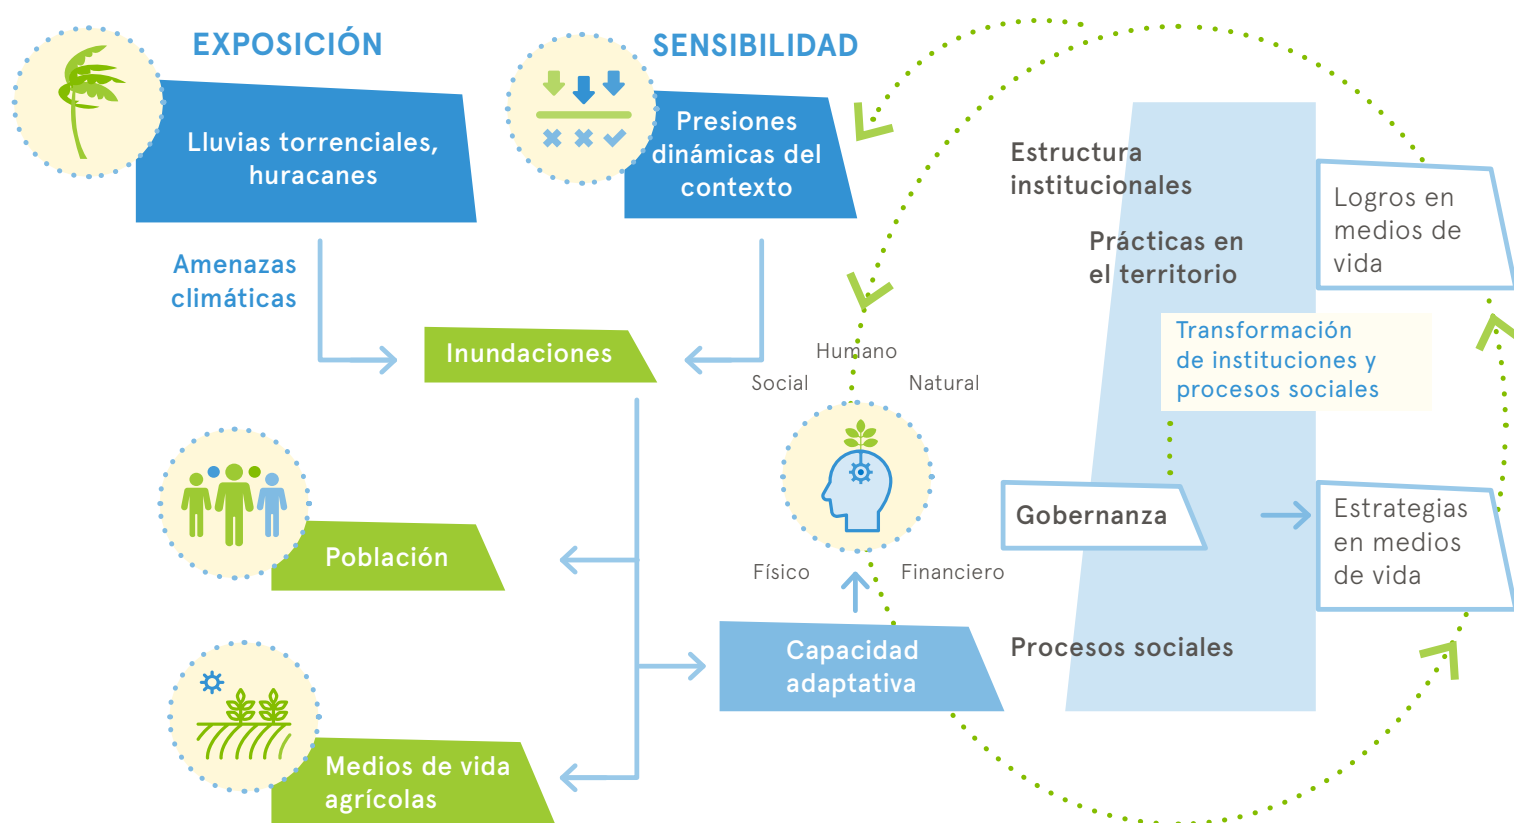 EXPOSICIÓN
SENSIBILIDAD
Lluvias torrenciales,
huracanes
Presiones
dinámicas del
contexto
Amenazas
climáticas
Inundaciones
Población
Medios de vida
agrícolas
Humano
Social
Natural
Físico
Financiero
Capacidad
adaptativa
Estructura
institucionales
Prácticas en
el territorio
Transformación
de instituciones y
procesos sociales
Gobernanza
Procesos sociales
Logros en
medios de
vida
Estrategias
en medios
de vida